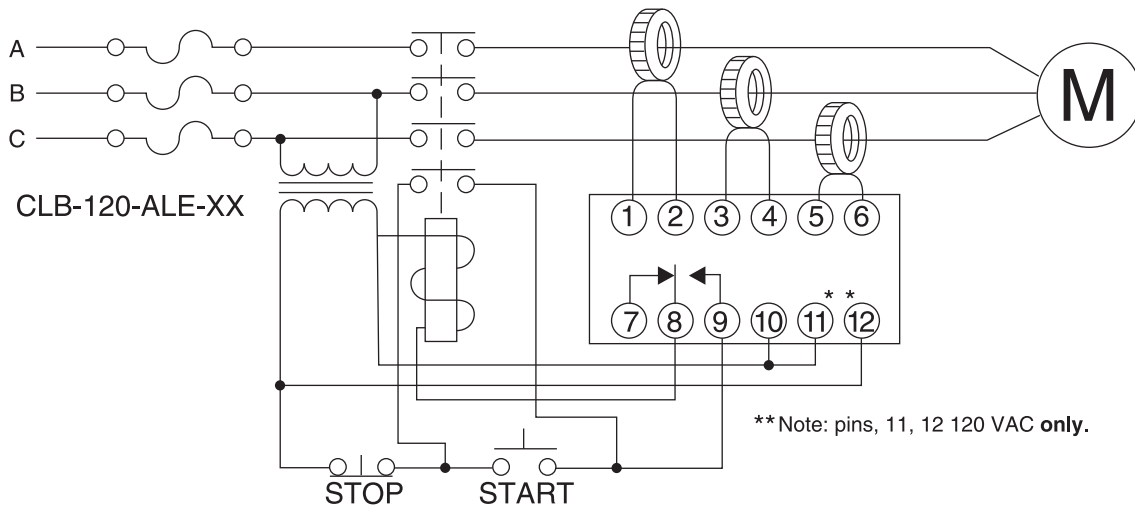 A
B
C
M
CLB-120-ALE-XX
1 2 3 4 5 6
* *
7 8 9 10 11 12
**Note: pins, 11, 12 120 VAC only.
STOP START